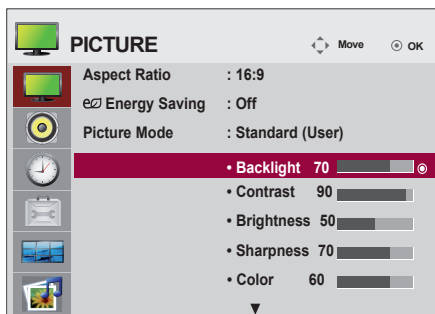 PICTURE Move OK
Aspect Ratio : 16:9
Energy Saving : Off
Picture Mode : Standard (User)
• Backlight 70
• Contrast 90
• Brightness 50
• Sharpness 70
• Color 60